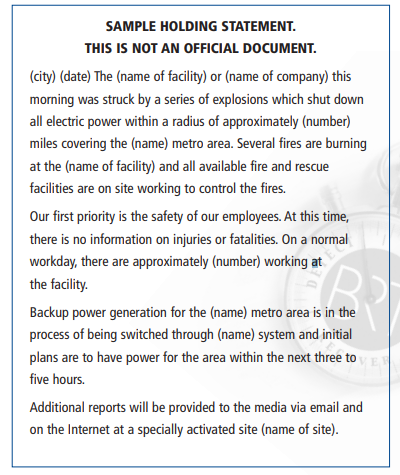 SAMPLE HOLDING STATEMENT.
THIS IS NOT AN OFFICIAL DOCUMENT.
(city) (date) The (name of facility) or (name of company) this
morning was struck by a series of explosions which shut down
all electric power within a radius of approximately (number)
miles covering the (name) metro area. Several fires are burning
at the (name of facility) and all available fire and rescue
facilities are on site working to control the fires.
Our first priority is the safety of our employees. At this time,
there is no information on injuries or fatalities. On a normal
workday, there are approximately (number) working at
the facility.
Backup power generation for the (name) metro area is in the
process of being switched through (name) system and initial
plans are to have power for the area within the next three to
five hours.
Additional reports will be provided to the media via email and
on the Internet at a specially activated site (name of site).